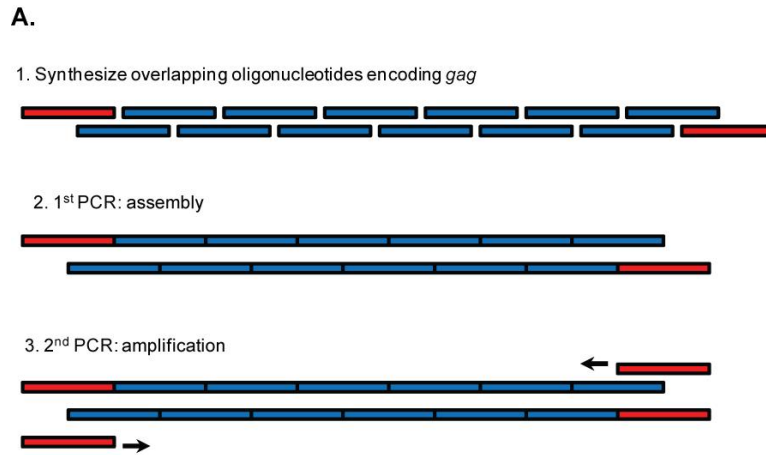 A.
1. Synthesize overlapping oligonucleotides encoding gag
2. 1st PCR: assembly
3. 2nd PCR: amplification